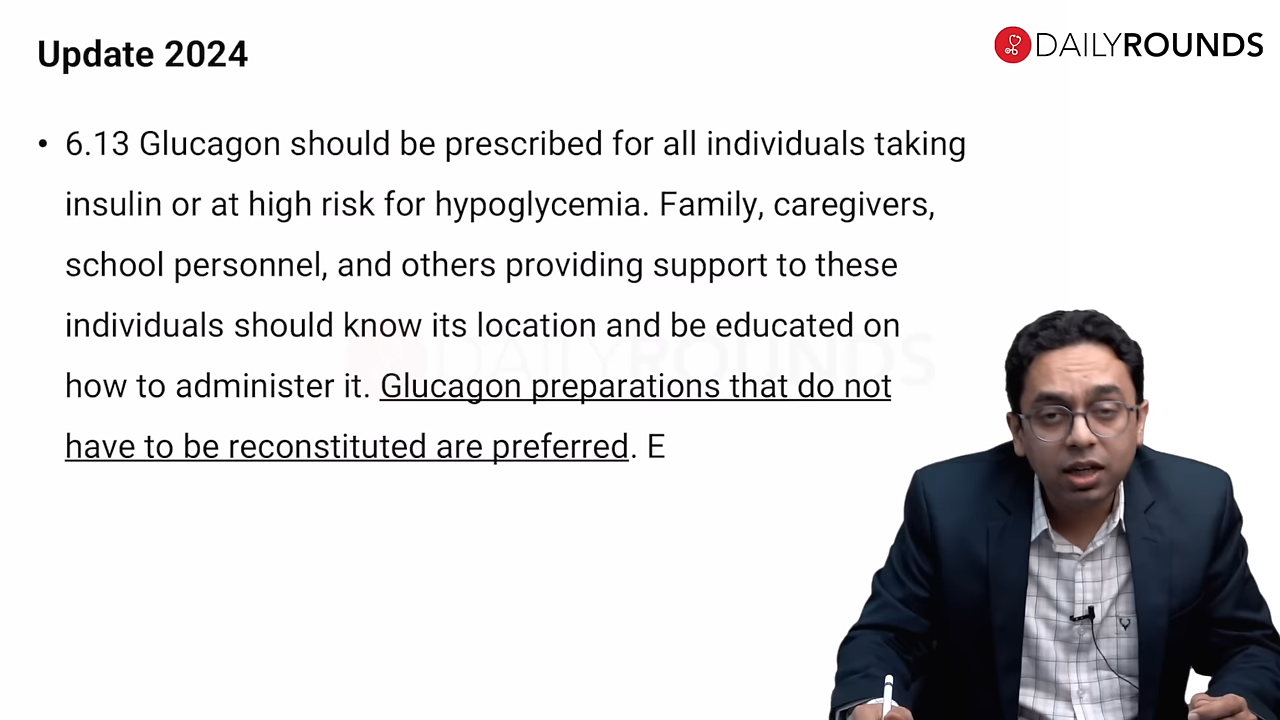 Update 2024
DAILYROUNDS
• 6.13 Glucagon should be prescribed for all individuals taking
insulin or at high risk for hypoglycemia. Family, caregivers,
school personnel, and others providing support to these
individuals should know its location and be educated on
how to administer it. Glucagon preparations that do not
have to be reconstituted are preferred. E
DAILYROUNDS